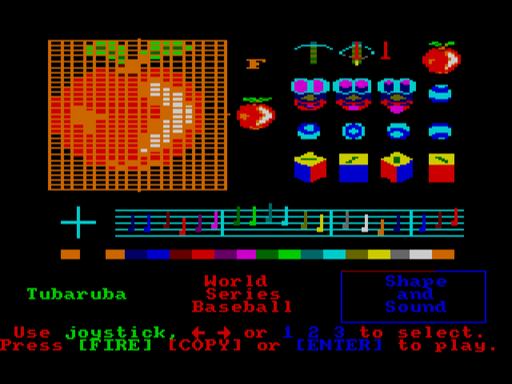 F
Tubaruba
World
Series
Baseball
Shape
and
Sound
Use joystick, ← → or 1 2 3 to select.
Press [FIRE] [COPY] or [ENTER] to play.